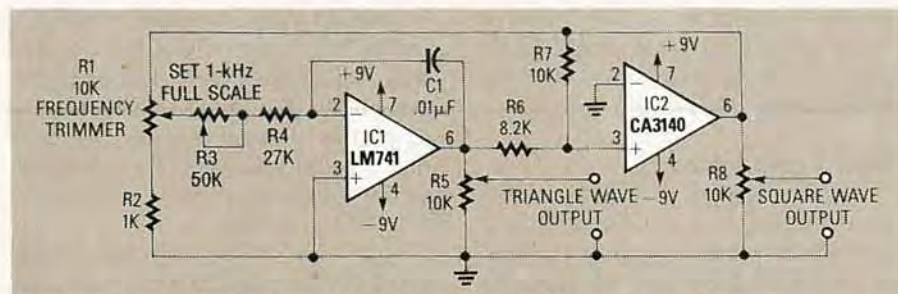 R1
10K
FREQUENCY
TRIMMER
SET 1-kHz
FULL SCALE
R3
50K
R4
27K
R2
1K
+9V
C1
.01µF
2
7
IC1
LM741
6
3
4
−9V
R5
10K
R6
8.2K
R7
10K
TRIANGLE WAVE
OUTPUT
+9V
2
7
IC2
CA3140
6
3
4
−9V
R8
10K
SQUARE WAVE
OUTPUT